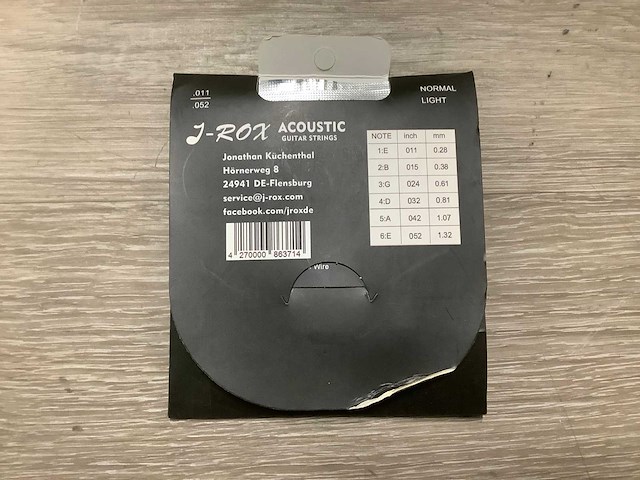 .011
.052
NORMAL
LIGHT
J-ROX ACOUSTIC
GUITAR STRINGS
Jonathan Küchenthal
Hörnerweg 8
24941 DE-Flensburg
service@j-rox.com
facebook.com/jroxde
NOTE inch mm
1:E 011 0.28
2:B 015 0.38
3:G 024 0.61
4:D 032 0.81
5:A 042 1.07
6:E 052 1.32
4 270000 863714
Wire